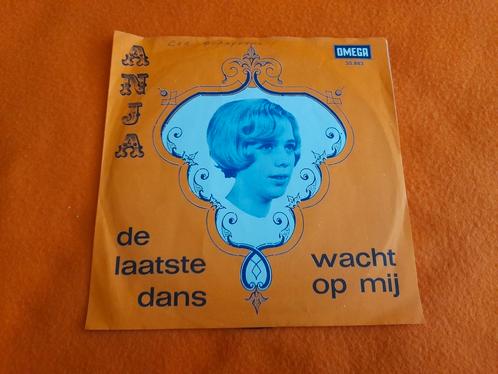 ANJA
OMEGA
35.883
de
laatste
dans
wacht
op mij